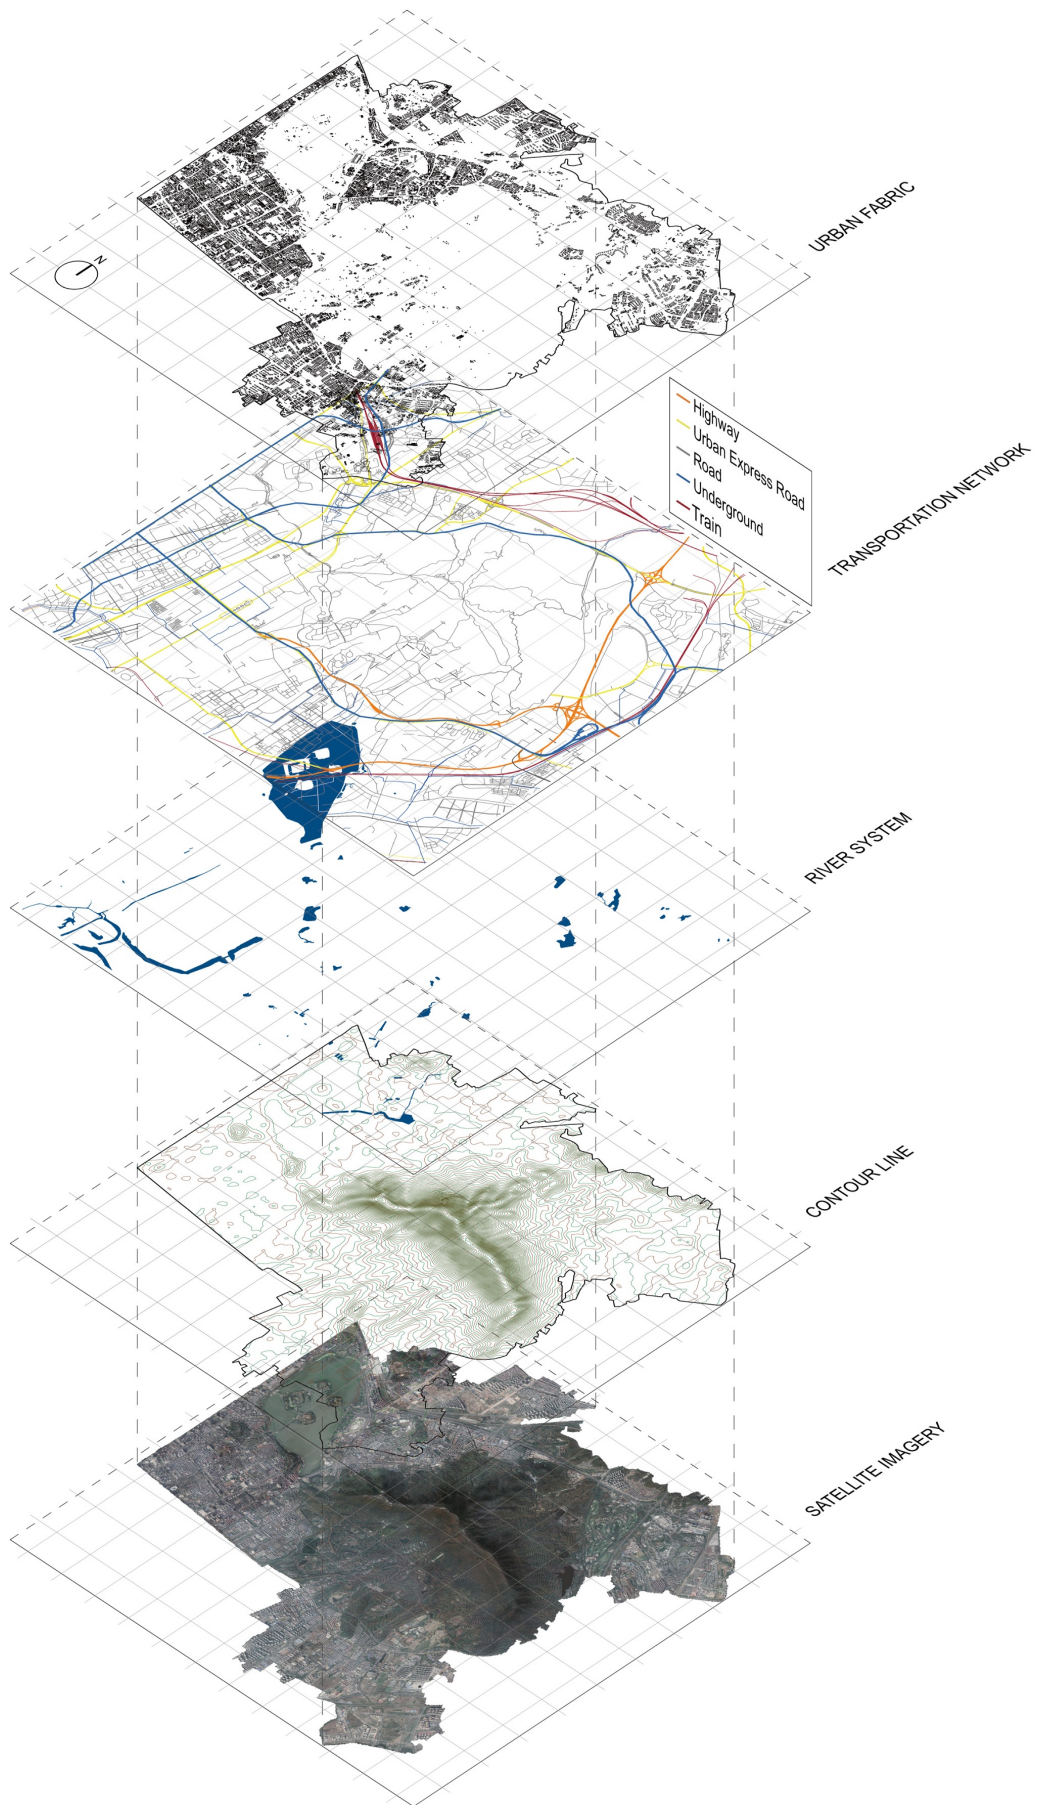 URBAN FABRIC
N
Highway
Urban Express Road
Road
Underground
Train
TRANSPORTATION NETWORK
RIVER SYSTEM
CONTOUR LINE
SATELLITE IMAGERY